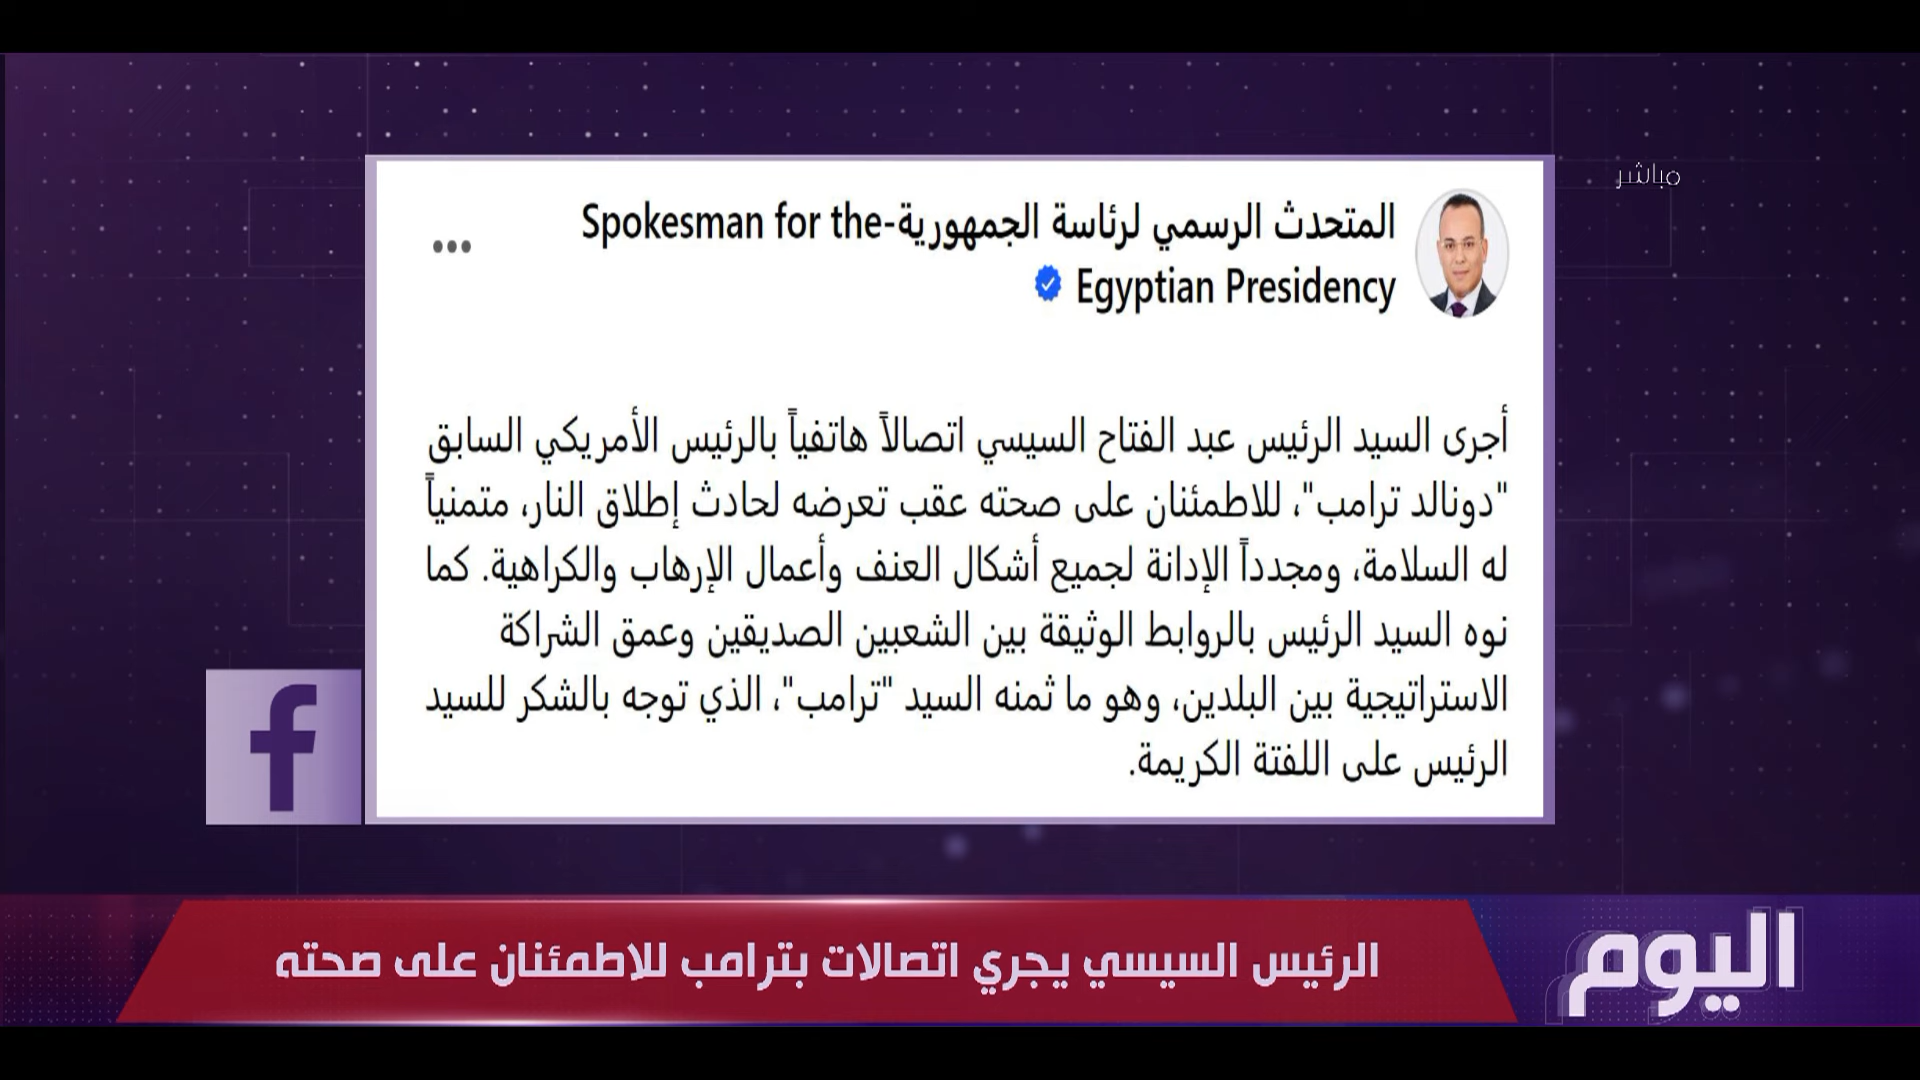 مباشر
المتحدث الرسمي لرئاسة الجمهورية-Spokesman for the
Egyptian Presidency
أجرى السيد الرئيس عبد الفتاح السيسي اتصالاً هاتفياً بالرئيس الأمريكي السابق
"دونالد ترامب"، للاطمئنان على صحته عقب تعرضه لحادث إطلاق النار، متمنياً
له السلامة، ومجدداً الإدانة لجميع أشكال العنف وأعمال الإرهاب والكراهية. كما
نوه السيد الرئيس بالروابط الوثيقة بين الشعبين الصديقين وعمق الشراكة
الاستراتيجية بين البلدين، وهو ما ثمنه السيد "ترامب"، الذي توجه بالشكر للسيد
الرئيس على اللفتة الكريمة.
الرئيس السيسي يجري اتصالات بترامب للاطمئنان على صحته
اليوم